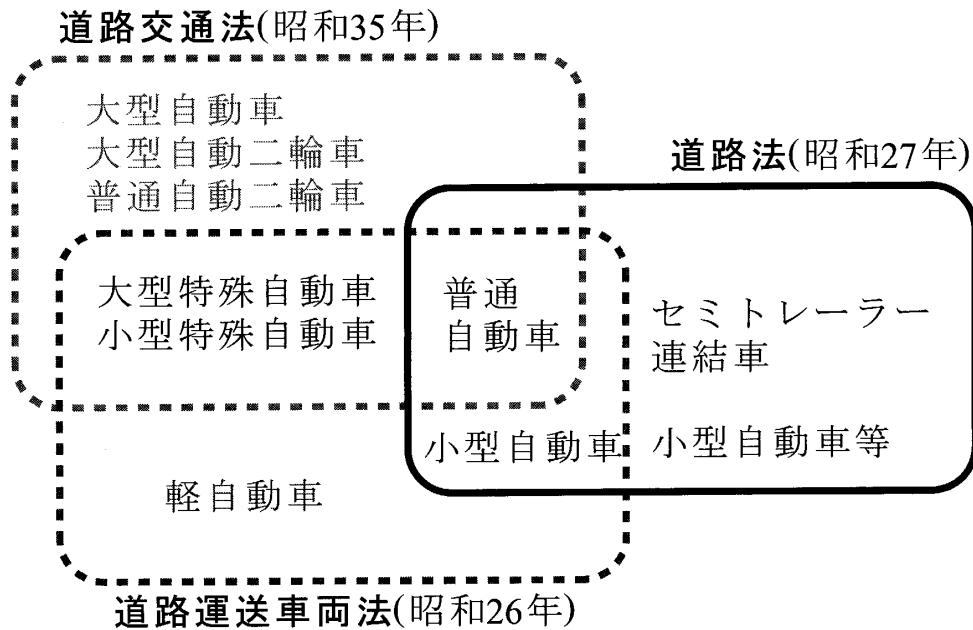 道路交通法(昭和35年)
大型自動車
大型自動二輪車
普通自動二輪車
道路法(昭和27年)
大型特殊自動車
小型特殊自動車
普通
自動車
セミトレーラー
連結車
小型自動車
小型自動車等
軽自動車
道路運送車両法(昭和26年)